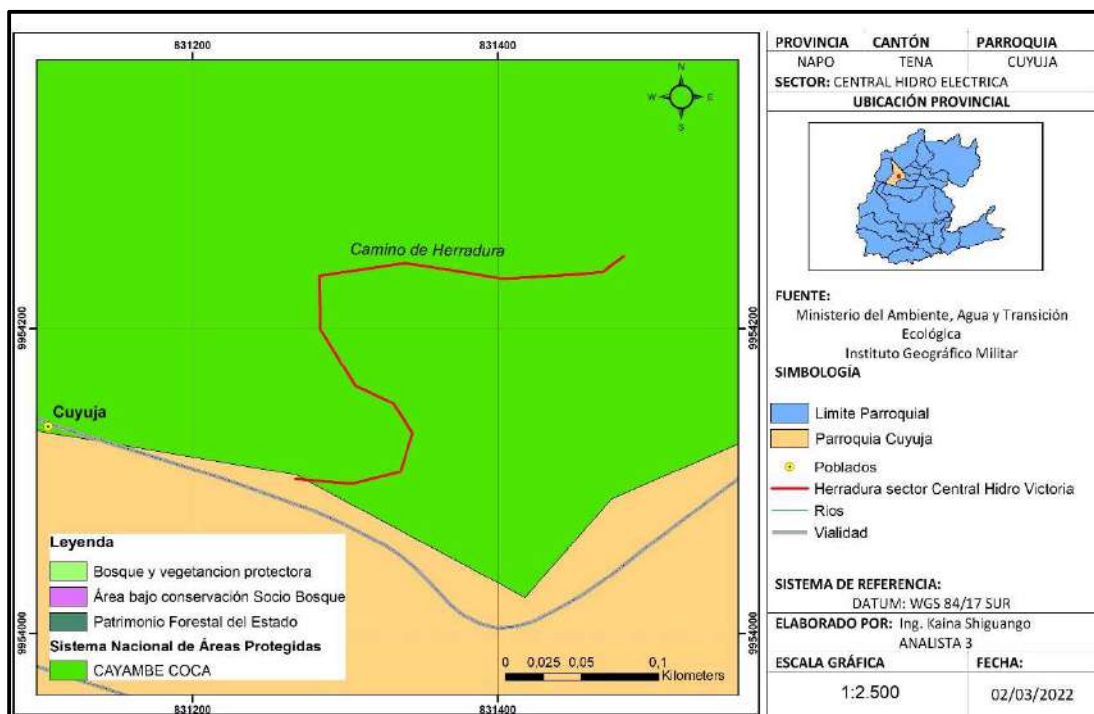 831200
831400
N
W
E
S
Camino de Herradura
9954200
9954200
Cuyuja
Leyenda
Bosque y vegetancion protectora
Área bajo conservación Socio Bosque
Patrimonio Forestal del Estado
Sistema Nacional de Áreas Protegidas
CAYAMBE COCA
9954000
9954000
0 0,025 0,05 0,1
Kilometers
831200
831400
PROVINCIA CANTÓN PARROQUIA
NAPO TENA CUYUJA
SECTOR: CENTRAL HIDRO ELECTRICA
UBICACIÓN PROVINCIAL
FUENTE:
Ministerio del Ambiente, Agua y Transición
Ecológica
Instituto Geográfico Militar
SIMBOLOGÍA
Limite Parroquial
Parroquia Cuyuja
Poblados
Herradura sector Central Hidro Victoria
Rios
Vialidad
SISTEMA DE REFERENCIA:
DATUM: WGS 84/17 SUR
ELABORADO POR: Ing. Kaina Shiguango
ANALISTA 3
ESCALA GRÁFICA FECHA:
1:2.500 02/03/2022